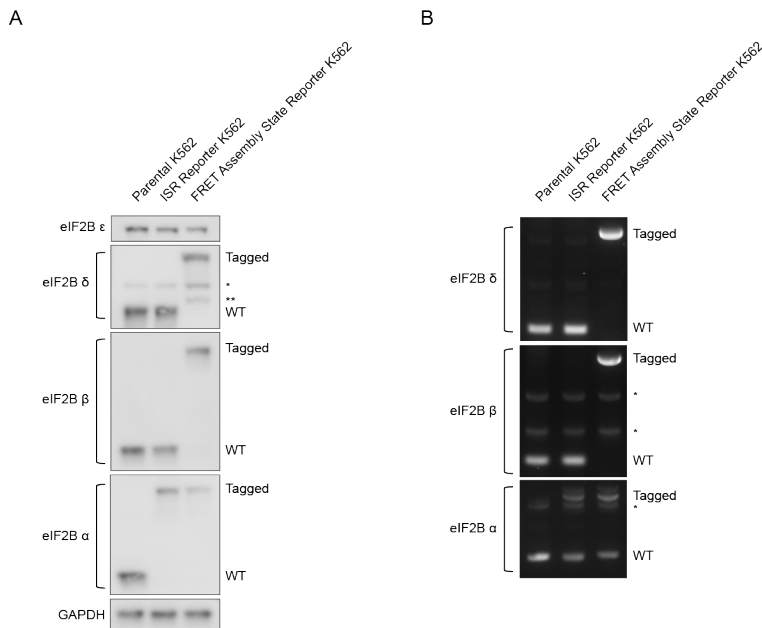 A
Parental K562
ISR Reporter K562
FRET Assembly State Reporter K562
eIF2B ε
eIF2B δ
Tagged
*
**
WT
eIF2B β
Tagged
WT
eIF2B α
Tagged
WT
GAPDH
B
Parental K562
ISR Reporter K562
FRET Assembly State Reporter K562
eIF2B δ
Tagged
WT
eIF2B β
Tagged
*
*
WT
eIF2B α
Tagged
*
WT